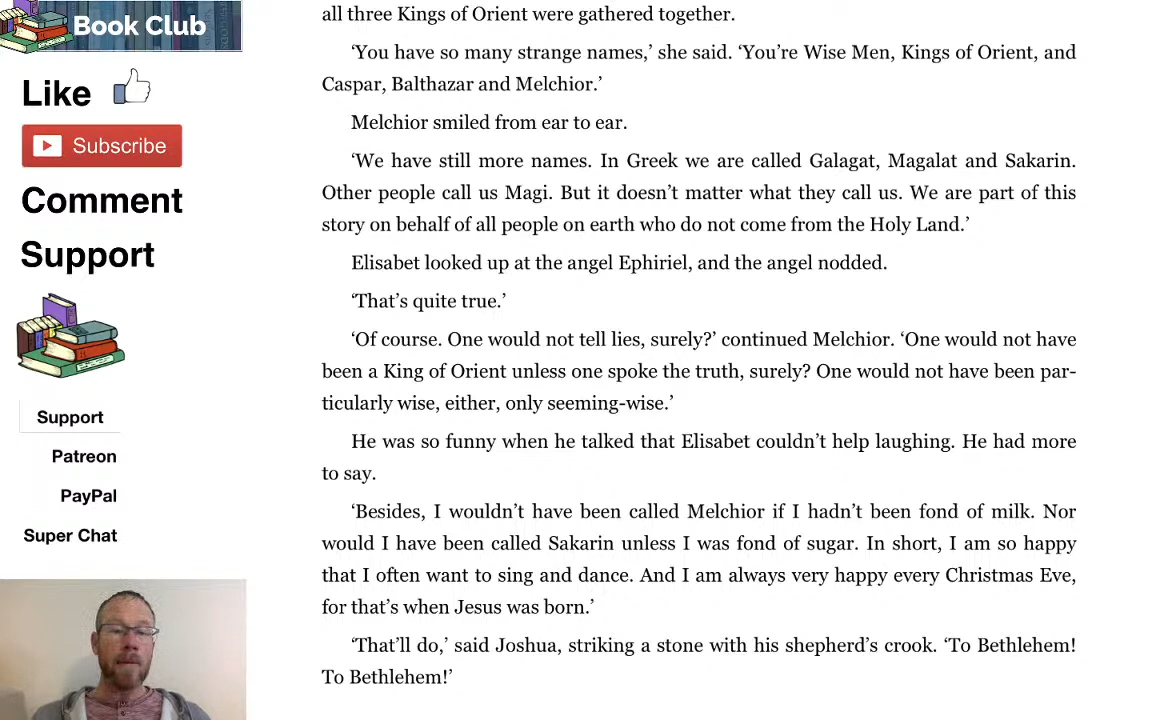 Book Club
Like
Subscribe
Comment
Support
Support
Patreon
PayPal
Super Chat
all three Kings of Orient were gathered together.
‘You have so many strange names,’ she said. ‘You’re Wise Men, Kings of Orient, and
Caspar, Balthazar and Melchior.’
Melchior smiled from ear to ear.
‘We have still more names. In Greek we are called Galagat, Magalat and Sakarin.
Other people call us Magi. But it doesn’t matter what they call us. We are part of this
story on behalf of all people on earth who do not come from the Holy Land.’
Elisabet looked up at the angel Ephiriel, and the angel nodded.
‘That’s quite true.’
‘Of course. One would not tell lies, surely?’ continued Melchior. ‘One would not have
been a King of Orient unless one spoke the truth, surely? One would not have been par-
ticularly wise, either, only seeming-wise.’
He was so funny when he talked that Elisabet couldn’t help laughing. He had more
to say.
‘Besides, I wouldn’t have been called Melchior if I hadn’t been fond of milk. Nor
would I have been called Sakarin unless I was fond of sugar. In short, I am so happy
that I often want to sing and dance. And I am always very happy every Christmas Eve,
for that’s when Jesus was born.’
‘That’ll do,’ said Joshua, striking a stone with his shepherd’s crook. ‘To Bethlehem!
To Bethlehem!’